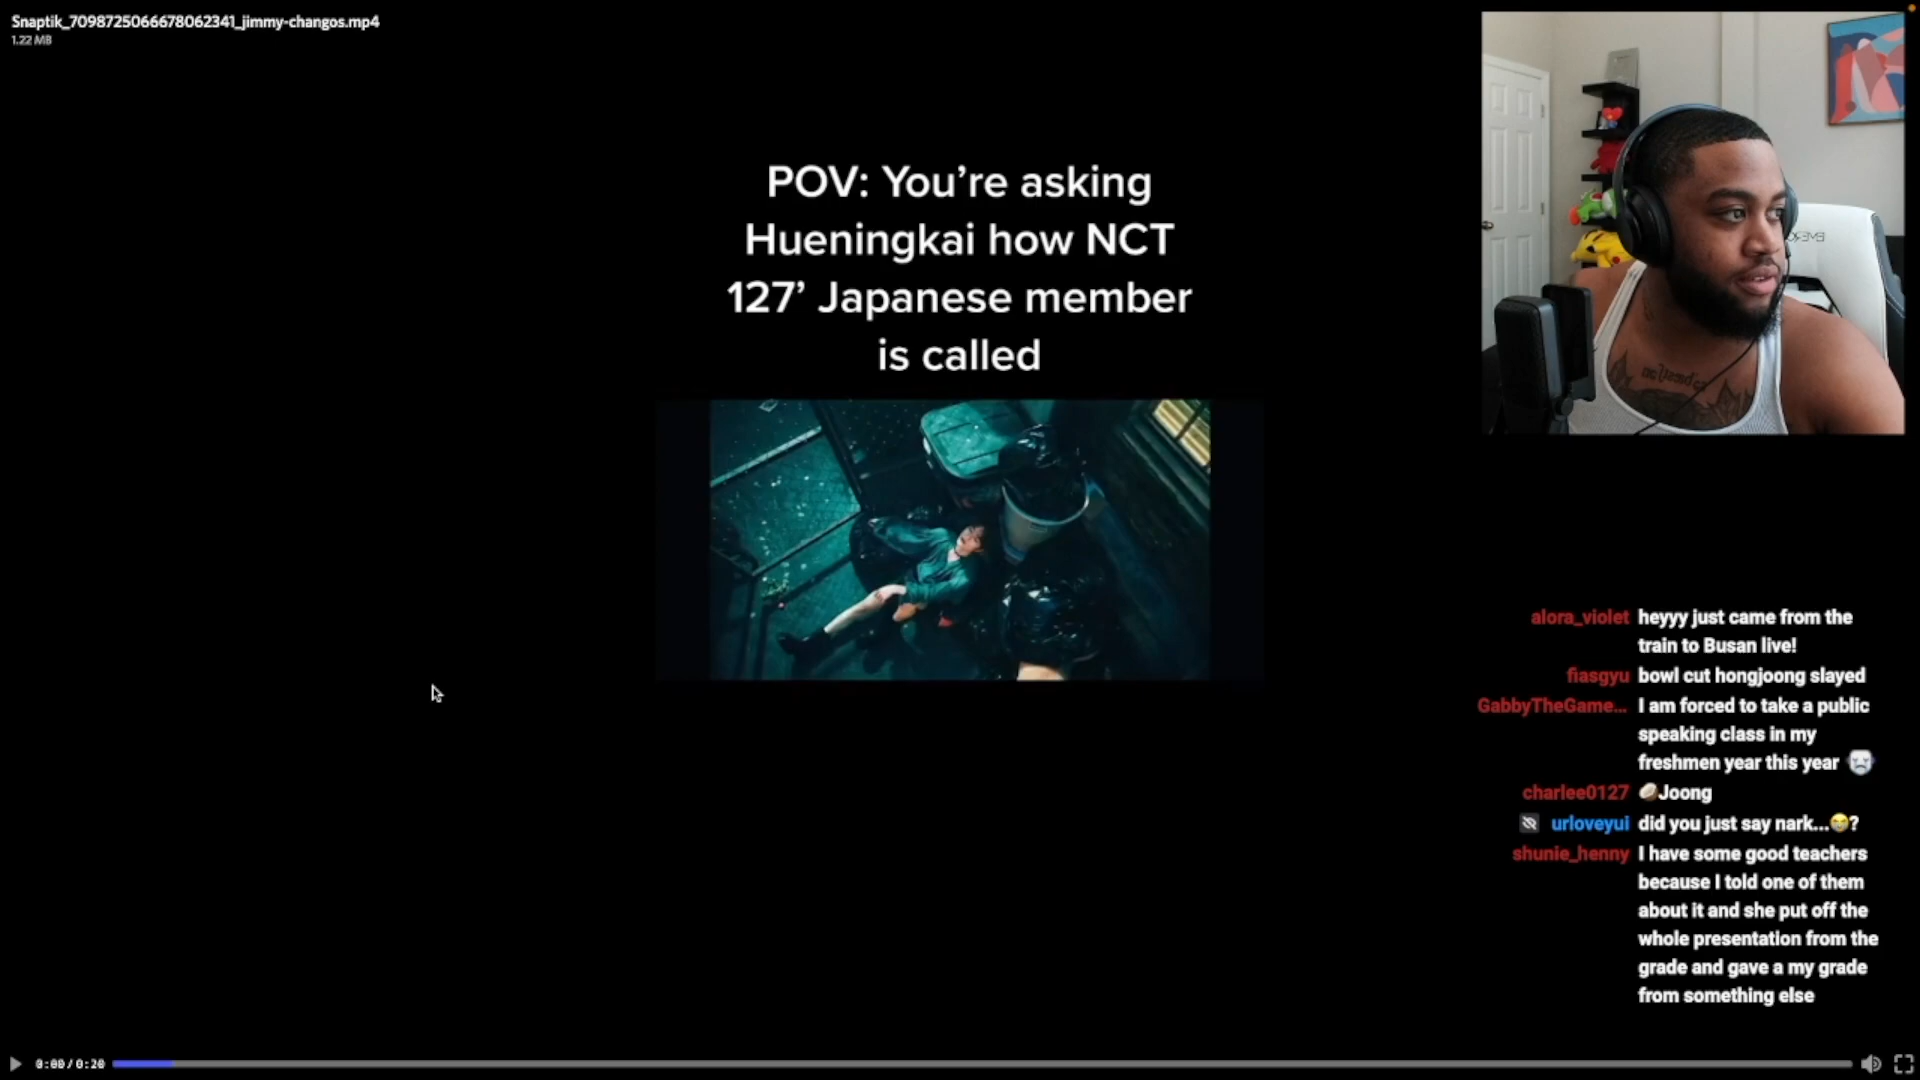 Snaptik_7098725066678062341_jimmy-changos.mp4
1.22 MB
POV: You’re asking
Hueningkai how NCT
127’ Japanese member
is called
alora_violet heyyy just came from the
train to Busan live!
fiasgyu bowl cut hongjoong slayed
GabbyTheGame... I am forced to take a public
speaking class in my
freshmen year this year
charlee0127 🥥Joong
urloveyui did you just say nark...😂?
shunie_henny I have some good teachers
because I told one of them
about it and she put off the
whole presentation from the
grade and gave a my grade
from something else
0:00/0:20